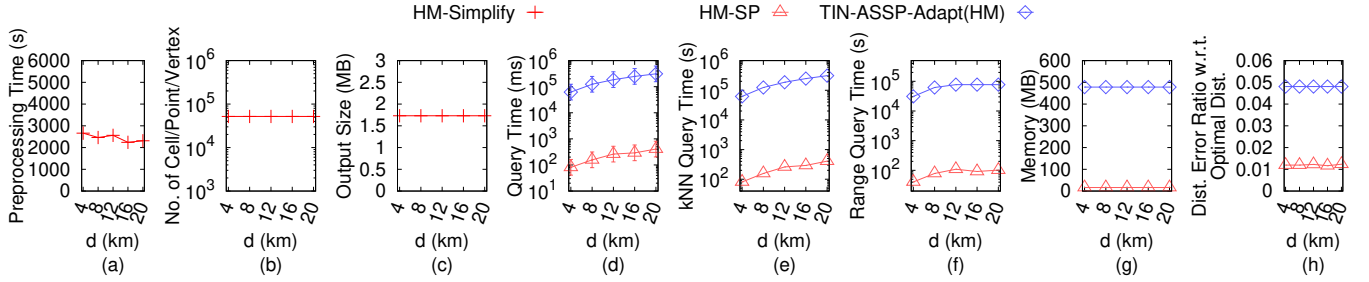 HM-Simplify HM-SP TIN-ASSP-Adapt(HM)
Preprocessing Time (s)
6000
5000
4000
3000
2000
1000
0
4 8 12 16 20
d (km)
(a)
No. of Cell/Point/Vertex
10^6
10^5
10^4
10^3
4 8 12 16 20
d (km)
(b)
Output Size (MB)
3
2.5
2
1.5
1
0.5
0
4 8 12 16 20
d (km)
(c)
Query Time (ms)
10^6
10^5
10^4
10^3
10^2
10^1
4 8 12 16 20
d (km)
(d)
kNN Query Time (s)
10^6
10^5
10^4
10^3
10^2
4 8 12 16 20
d (km)
(e)
Range Query Time (s)
10^5
10^4
10^3
10^2
4 8 12 16 20
d (km)
(f)
Memory (MB)
600
500
400
300
200
100
0
4 8 12 16 20
d (km)
(g)
Dist. Error Ratio w.r.t.
Optimal Dist.
0.06
0.05
0.04
0.03
0.02
0.01
0
4 8 12 16 20
d (km)
(h)